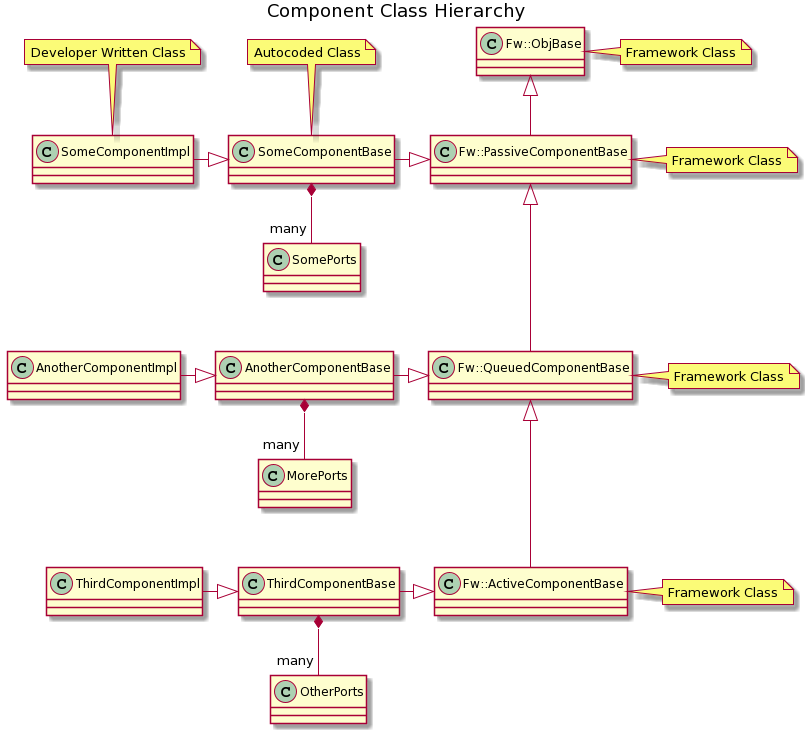 Component Class Hierarchy
Developer Written Class
Autocoded Class
C Fw::ObjBase
Framework Class
C SomeComponentImpl
C SomeComponentBase
C Fw::PassiveComponentBase
Framework Class
many
C SomePorts
C AnotherComponentImpl
C AnotherComponentBase
C Fw::QueuedComponentBase
Framework Class
many
C MorePorts
C ThirdComponentImpl
C ThirdComponentBase
C Fw::ActiveComponentBase
Framework Class
many
C OtherPorts